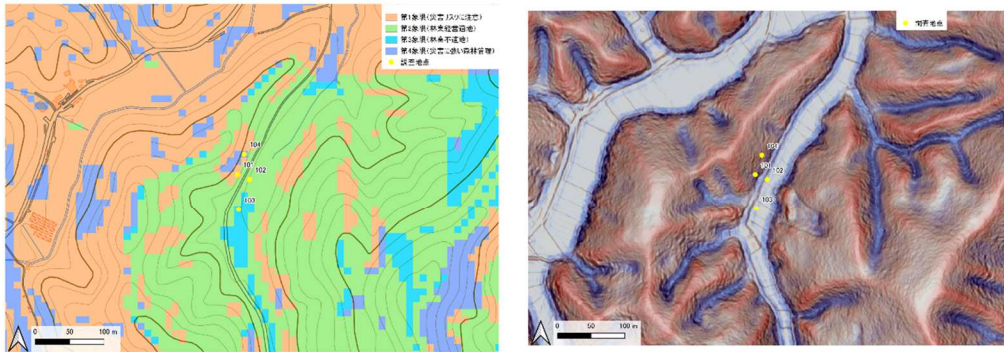 第1象限(災害リスクに注意)
第2象限(林業経営適地)
第3象限(林業不適地)
第4象限(災害に強い森林管理)
調査地点
104
101
102
103
0 50 100 m
調査地点
104
101
102
103
0 50 100 m